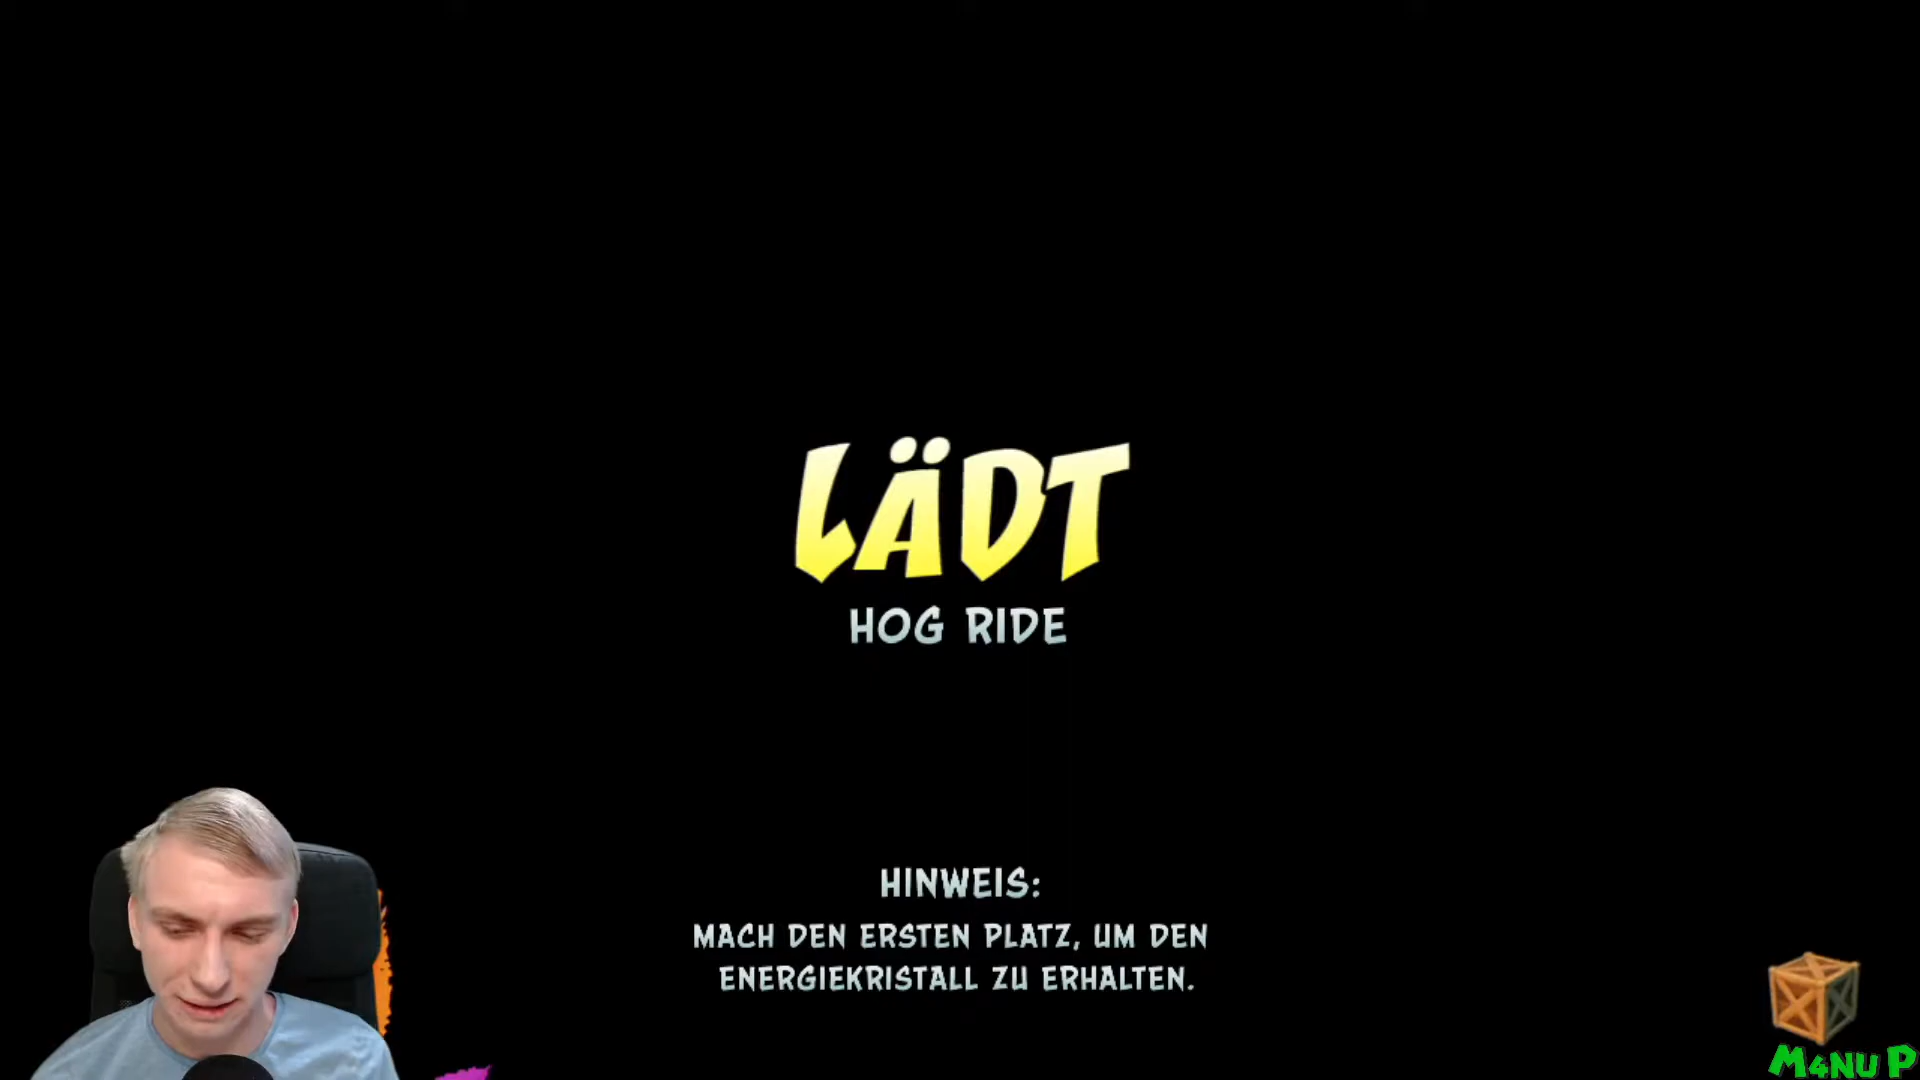 LÄDT
HOG RIDE
HINWEIS:
MACH DEN ERSTEN PLATZ, UM DEN
ENERGIEKRISTALL ZU ERHALTEN.
M4NU P